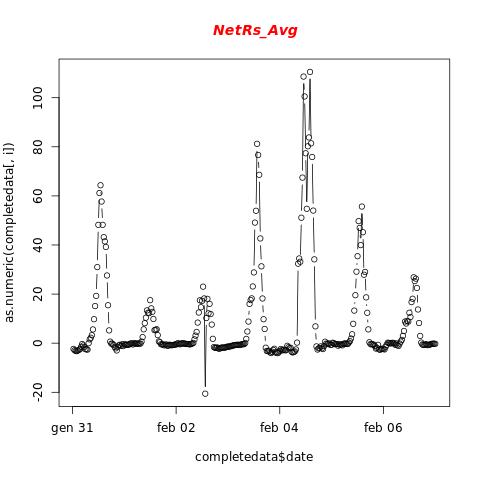 NetRs_Avg
as.numeric(completedata[, i])
100
80
60
40
20
0
-20
gen 31
feb 02
feb 04
feb 06
completedata$date